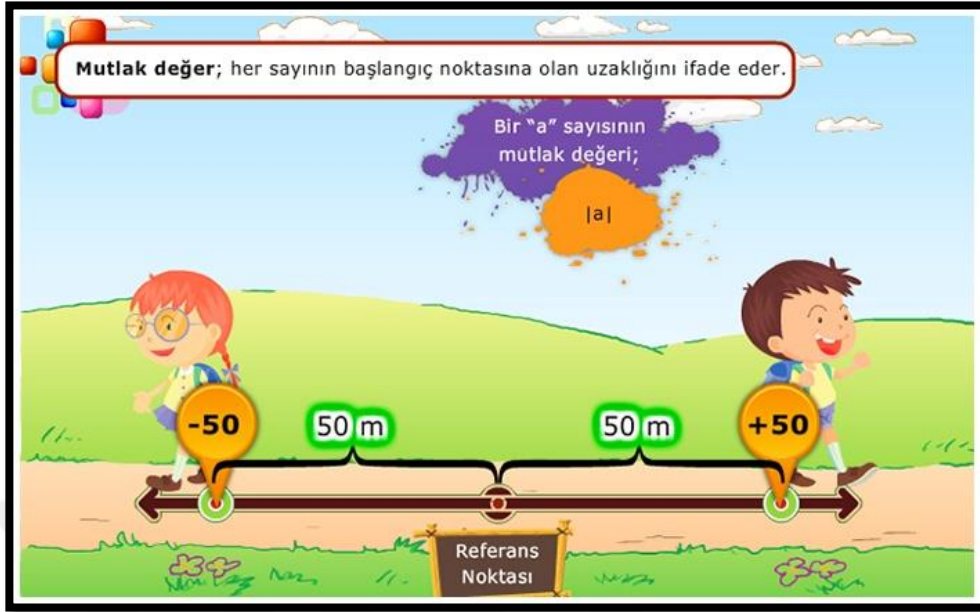 Mutlak değer; her sayının başlangıç noktasına olan uzaklığını ifade eder.
Bir “a” sayısının
mutlak değeri;
|a|
-50
50 m
50 m
+50
Referans
Noktası